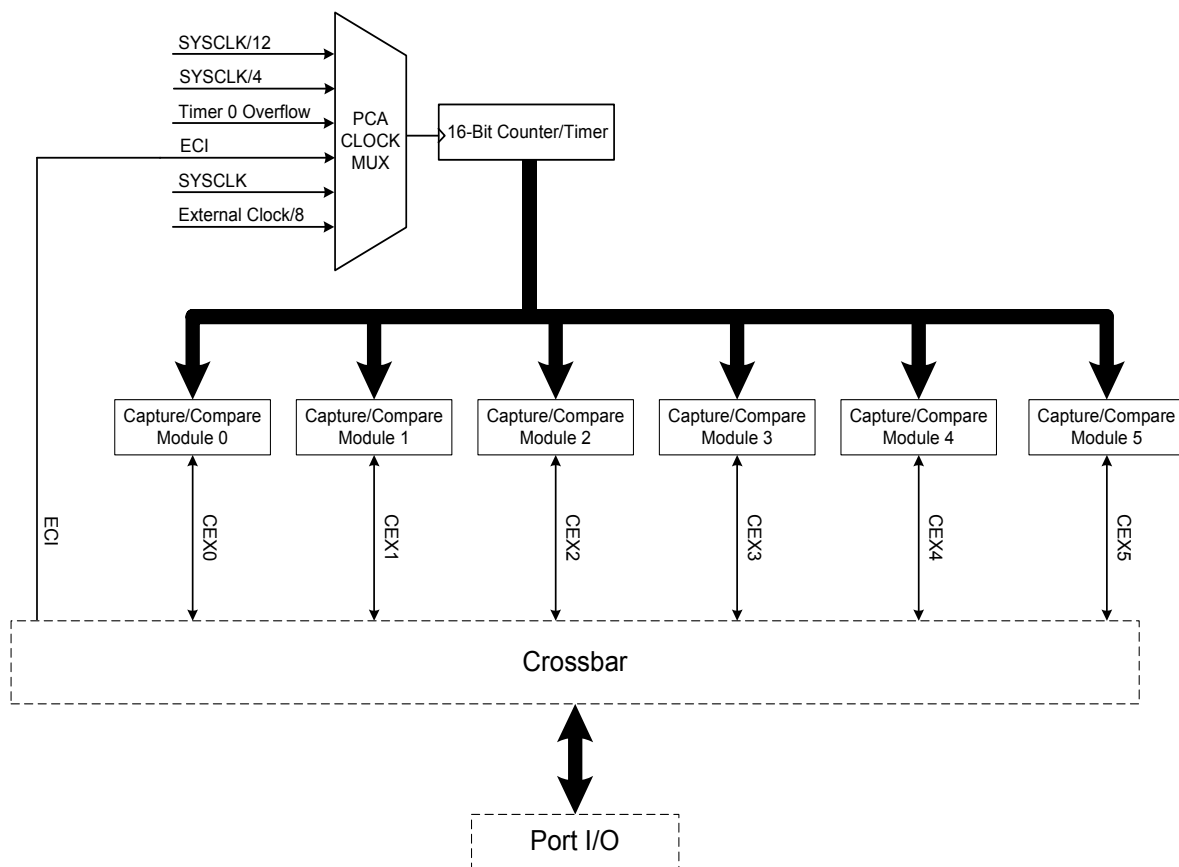 SYSCLK/12
SYSCLK/4
Timer 0 Overflow
ECI
SYSCLK
External Clock/8
PCA
CLOCK
MUX
16-Bit Counter/Timer
Capture/Compare
Module 0
Capture/Compare
Module 1
Capture/Compare
Module 2
Capture/Compare
Module 3
Capture/Compare
Module 4
Capture/Compare
Module 5
ECI
CEX0
CEX1
CEX2
CEX3
CEX4
CEX5
Crossbar
Port I/O